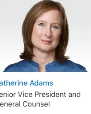 atherine Adams
enior Vice President and
eneral Counsel